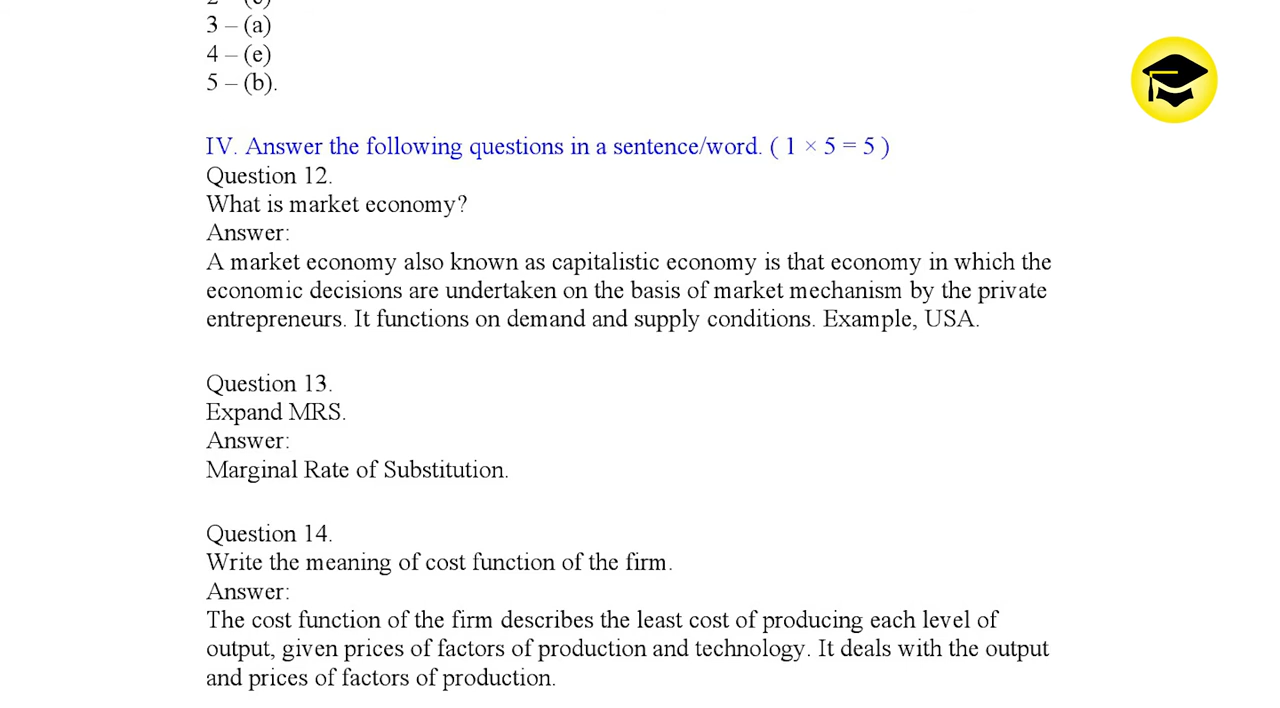 3 – (a)
4 – (e)
5 – (b).
IV. Answer the following questions in a sentence/word. ( 1 × 5 = 5 )
Question 12.
What is market economy?
Answer:
A market economy also known as capitalistic economy is that economy in which the
economic decisions are undertaken on the basis of market mechanism by the private
entrepreneurs. It functions on demand and supply conditions. Example, USA.
Question 13.
Expand MRS.
Answer:
Marginal Rate of Substitution.
Question 14.
Write the meaning of cost function of the firm.
Answer:
The cost function of the firm describes the least cost of producing each level of
output, given prices of factors of production and technology. It deals with the output
and prices of factors of production.